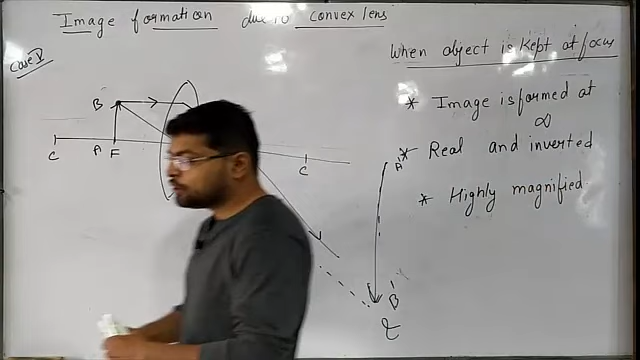 Image formation due to convex lens
When object is kept at focus
Case V
* Image is formed at
∞
* Real and inverted
* Highly magnified
B
C
A F
C
A'
B'